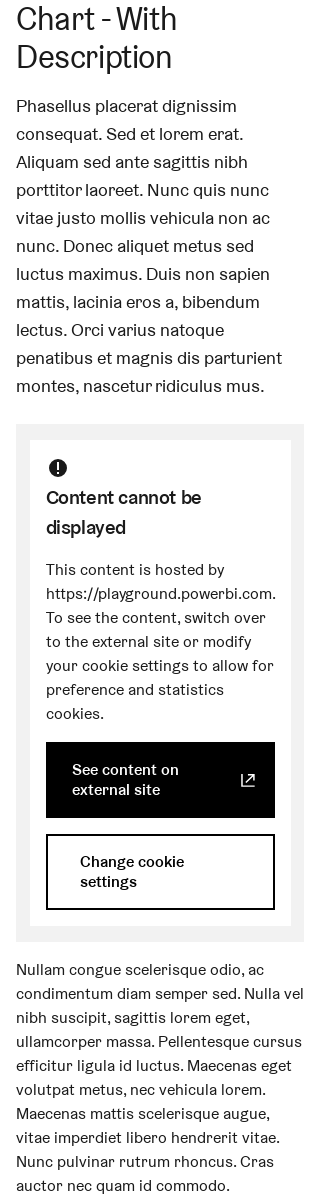 Chart - With
Description
Phasellus placerat dignissim
consequat. Sed et lorem erat.
Aliquam sed ante sagittis nibh
porttitor laoreet. Nunc quis nunc
vitae justo mollis vehicula non ac
nunc. Donec aliquet metus sed
luctus maximus. Duis non sapien
mattis, lacinia eros a, bibendum
lectus. Orci varius natoque
penatibus et magnis dis parturient
montes, nascetur ridiculus mus.
Content cannot be
displayed
This content is hosted by
https://playground.powerbi.com.
To see the content, switch over
to the external site or modify
your cookie settings to allow for
preference and statistics
cookies.
See content on
external site
Change cookie
settings
Nullam congue scelerisque odio, ac
condimentum diam semper sed. Nulla vel
nibh suscipit, sagittis lorem eget,
ullamcorper massa. Pellentesque cursus
efficitur ligula id luctus. Maecenas eget
volutpat metus, nec vehicula lorem.
Maecenas mattis scelerisque augue,
vitae imperdiet libero hendrerit vitae.
Nunc pulvinar rutrum rhoncus. Cras
auctor nec quam id commodo.